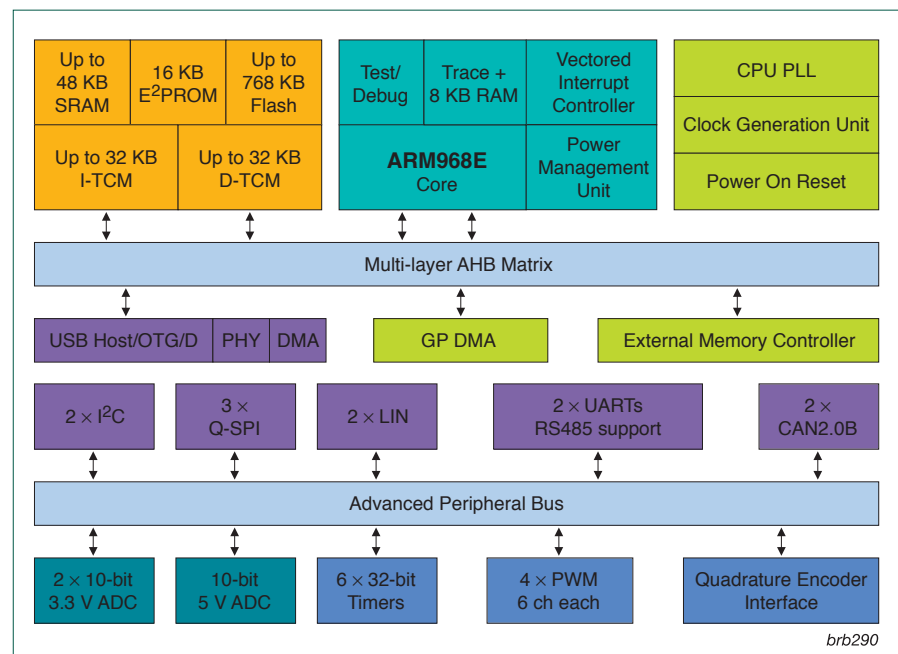 Up to
48 KB
SRAM
16 KB
E²PROM
Up to
768 KB
Flash
Up to 32 KB
I-TCM
Up to 32 KB
D-TCM
Test/
Debug
Trace +
8 KB RAM
Vectored
Interrupt
Controller
ARM968E
Core
Power
Management
Unit
CPU PLL
Clock Generation Unit
Power On Reset
Multi-layer AHB Matrix
USB Host/OTG/D
PHY
DMA
GP DMA
External Memory Controller
2 × I²C
3 ×
Q-SPI
2 × LIN
2 × UARTs
RS485 support
2 ×
CAN2.0B
Advanced Peripheral Bus
2 × 10-bit
3.3 V ADC
10-bit
5 V ADC
6 × 32-bit
Timers
4 × PWM
6 ch each
Quadrature Encoder
Interface
brb290